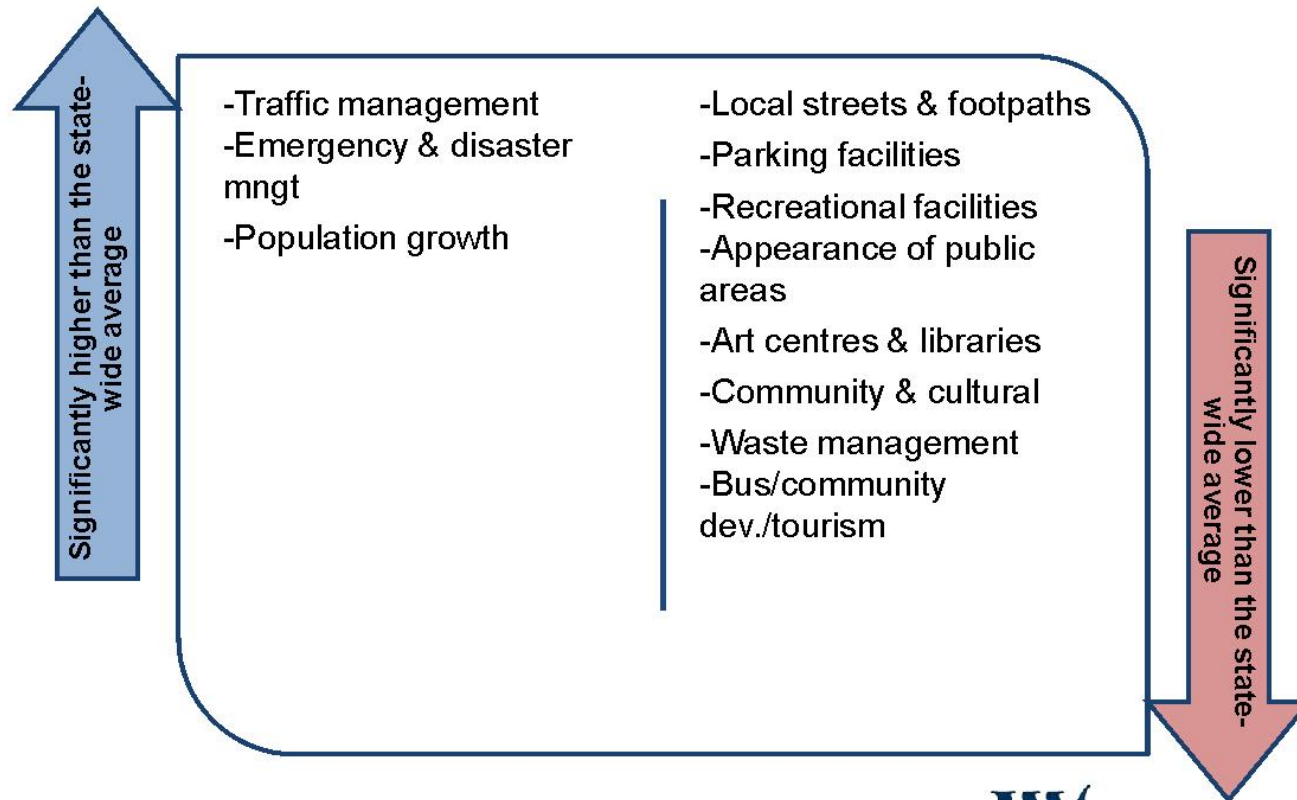 Significantly higher than the state-
wide average
-Traffic management
-Emergency & disaster
mngt
-Population growth
-Local streets & footpaths
-Parking facilities
-Recreational facilities
-Appearance of public
areas
-Art centres & libraries
-Community & cultural
-Waste management
-Bus/community
dev./tourism
Significantly lower than the state-
wide average